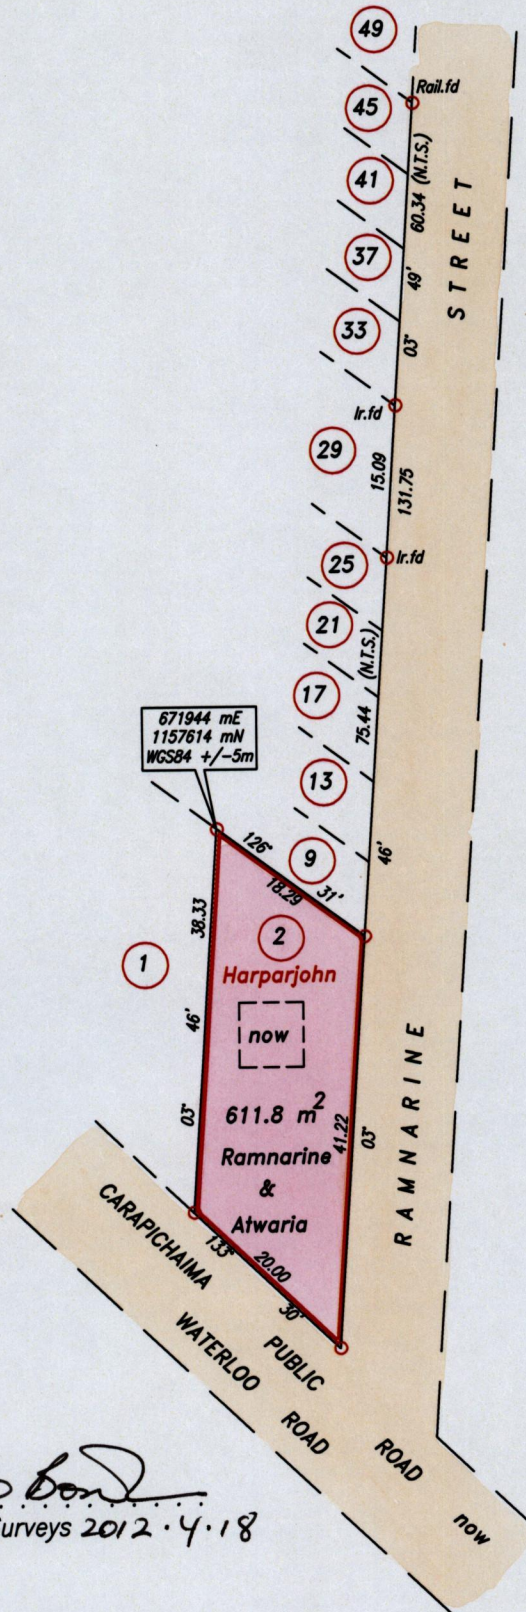 49
Rail.fd
45
60.34 (N.T.S.)
41
STREET
37
49'
33
03°
Ir.fd
29
15.09
131.75
Ir.fd
25
21
(N.T.S.)
17
75.44
671944 mE
1157614 mN
WGS84 +/-5m
13
46'
9
126°
18.29
31'
38.33
2
1
Harparjohn
46'
now
RAMNARINE
03°
611.8 m2
41.22
03°
Ramnarine
&
Atwaria
CARAPICHAIMA
133°
20.00
30'
WATERLOO
PUBLIC
ROAD
ROAD
now
urveys 2012.4.18